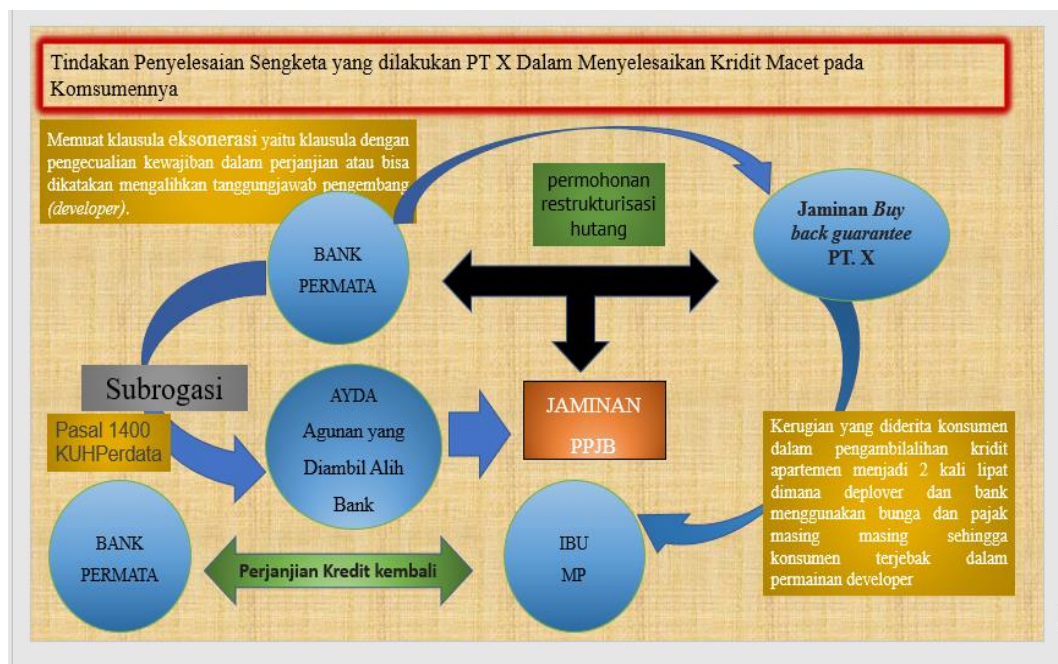 Tindakan Penyelesaian Sengketa yang dilakukan PT X Dalam Menyelesaikan Kridit Macet pada
Komsumennya
Memuat klausula eksonerasi yaitu klausula dengan
pengecualian kewajiban dalam perjanjian atau bisa
dikatakan mengalihkan tanggungjawab pengembang
(developer).
permohonan
restrukturisasi
hutang
Jaminan Buy
back guarantee
PT. X
BANK
PERMATA
Subrogasi
Pasal 1400
KUHPerdata
AYDA
Agunan yang
Diambil Alih
Bank
JAMINAN
PPJB
Kerugian yang diderita konsumen
dalam pengambilalihan kridit
apartemen menjadi 2 kali lipat
dimana deplover dan bank
menggunakan bunga dan pajak
masing masing sehingga
konsumen terjebak dalam
permainan developer
BANK
PERMATA
Perjanjian Kredit kembali
IBU
MP